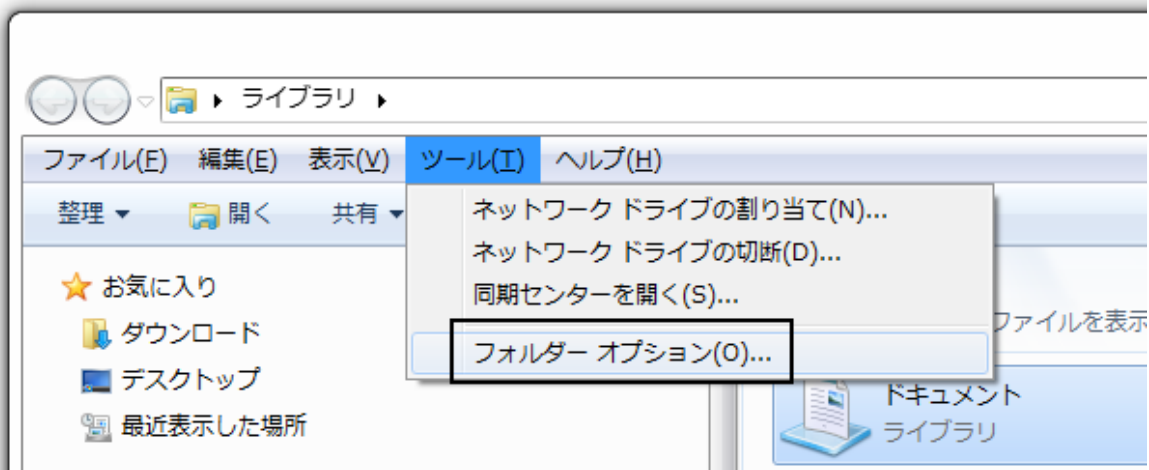 ライブラリ
ファイル(F) 編集(E) 表示(V) ツール(T) ヘルプ(H)
整理 開く 共有
ネットワーク ドライブの割り当て(N)...
ネットワーク ドライブの切断(D)...
同期センターを開く(S)...
フォルダー オプション(O)...
お気に入り
ダウンロード
デスクトップ
最近表示した場所
ファイルを表示
ドキュメント
ライブラリ